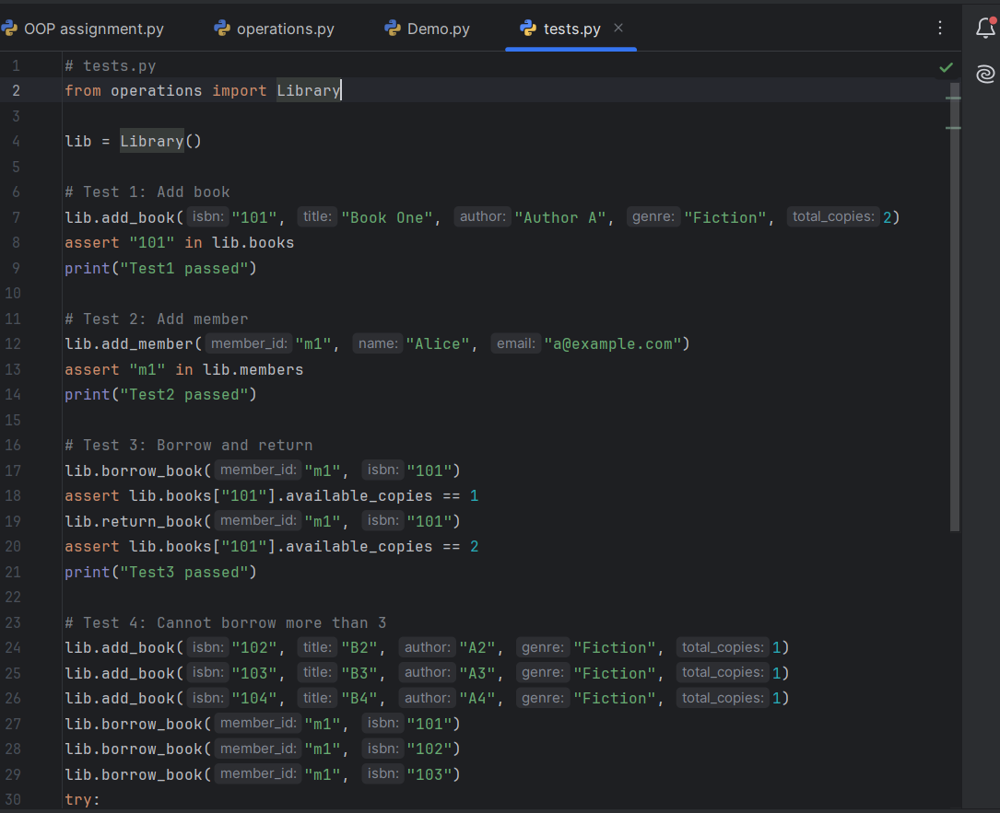 OOP assignment.py operations.py Demo.py tests.py
1 # tests.py
2 from operations import Library
3
4 lib = Library()
5
6 # Test 1: Add book
7 lib.add_book( isbn: "101", title: "Book One", author: "Author A", genre: "Fiction", total_copies: 2)
8 assert "101" in lib.books
9 print("Test1 passed")
10
11 # Test 2: Add member
12 lib.add_member( member_id: "m1", name: "Alice", email: "a@example.com")
13 assert "m1" in lib.members
14 print("Test2 passed")
15
16 # Test 3: Borrow and return
17 lib.borrow_book( member_id: "m1", isbn: "101")
18 assert lib.books["101"].available_copies == 1
19 lib.return_book( member_id: "m1", isbn: "101")
20 assert lib.books["101"].available_copies == 2
21 print("Test3 passed")
22
23 # Test 4: Cannot borrow more than 3
24 lib.add_book( isbn: "102", title: "B2", author: "A2", genre: "Fiction", total_copies: 1)
25 lib.add_book( isbn: "103", title: "B3", author: "A3", genre: "Fiction", total_copies: 1)
26 lib.add_book( isbn: "104", title: "B4", author: "A4", genre: "Fiction", total_copies: 1)
27 lib.borrow_book( member_id: "m1", isbn: "101")
28 lib.borrow_book( member_id: "m1", isbn: "102")
29 lib.borrow_book( member_id: "m1", isbn: "103")
30 try: